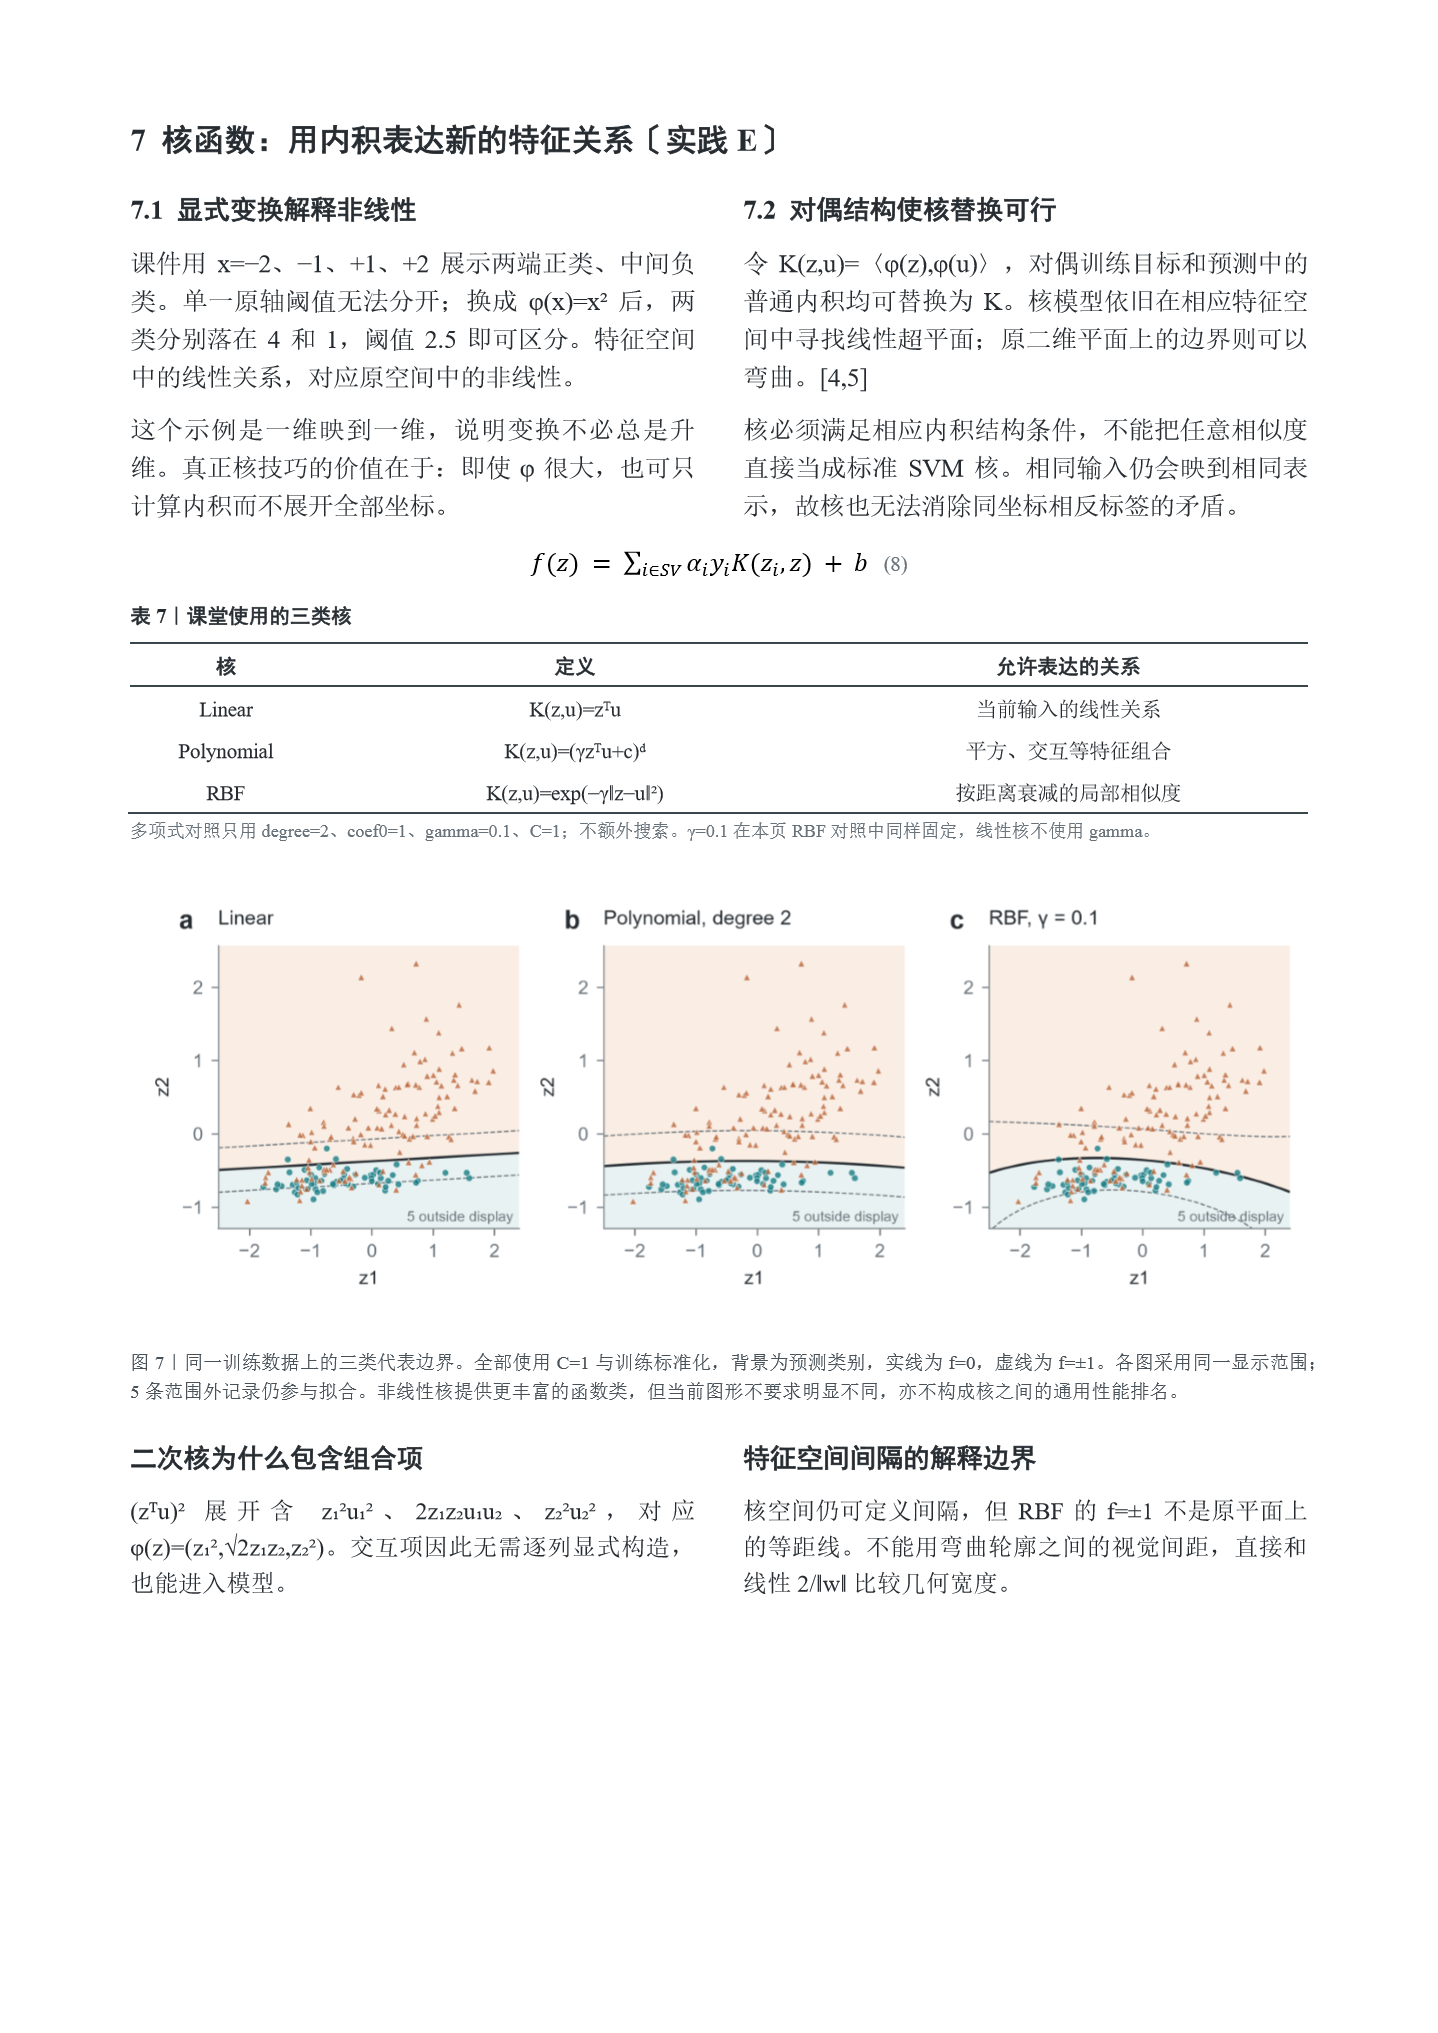 7 核函数：用内积表达新的特征关系〔实践 E〕
7.1 显式变换解释非线性
课件用 x=−2、−1、+1、+2 展示两端正类、中间负
类。单一原轴阈值无法分开；换成 φ(x)=x² 后，两
类分别落在 4 和 1，阈值 2.5 即可区分。特征空间
中的线性关系，对应原空间中的非线性。
这个示例是一维映到一维，说明变换不必总是升
维。真正核技巧的价值在于：即使 φ 很大，也可只
计算内积而不展开全部坐标。
7.2 对偶结构使核替换可行
令 K(z,u)=〈φ(z),φ(u)〉，对偶训练目标和预测中的
普通内积均可替换为 K。核模型依旧在相应特征空
间中寻找线性超平面；原二维平面上的边界则可以
弯曲。[4,5]
核必须满足相应内积结构条件，不能把任意相似度
直接当成标准 SVM 核。相同输入仍会映到相同表
示，故核也无法消除同坐标相反标签的矛盾。
f(z) = ∑i∈SV αiyiK(zi, z) + b (8)
表 7｜课堂使用的三类核
核 定义 允许表达的关系
Linear K(z,u)=zᵀu 当前输入的线性关系
Polynomial K(z,u)=(γzᵀu+c)ᵈ 平方、交互等特征组合
RBF K(z,u)=exp(−γ‖z−u‖²) 按距离衰减的局部相似度
多项式对照只用 degree=2、coef0=1、gamma=0.1、C=1；不额外搜索。γ=0.1 在本页 RBF 对照中同样固定，线性核不使用 gamma。
a Linear
2
1
0
−1
z2
5 outside display
−2 −1 0 1 2
z1
b Polynomial, degree 2
2
1
0
−1
z2
5 outside display
−2 −1 0 1 2
z1
c RBF, γ = 0.1
2
1
0
−1
z2
5 outside display
−2 −1 0 1 2
z1
图 7｜同一训练数据上的三类代表边界。全部使用 C=1 与训练标准化，背景为预测类别，实线为 f=0，虚线为 f=±1。各图采用同一显示范围；
5 条范围外记录仍参与拟合。非线性核提供更丰富的函数类，但当前图形不要求明显不同，亦不构成核之间的通用性能排名。
二次核为什么包含组合项
(zᵀu)² 展开含 z₁²u₁²、2z₁z₂u₁u₂、z₂²u₂²，对应
φ(z)=(z₁²,√2z₁z₂,z₂²)。交互项因此无需逐列显式构造，
也能进入模型。
特征空间间隔的解释边界
核空间仍可定义间隔，但 RBF 的 f=±1 不是原平面上
的等距线。不能用弯曲轮廓之间的视觉间距，直接和
线性 2/‖w‖ 比较几何宽度。